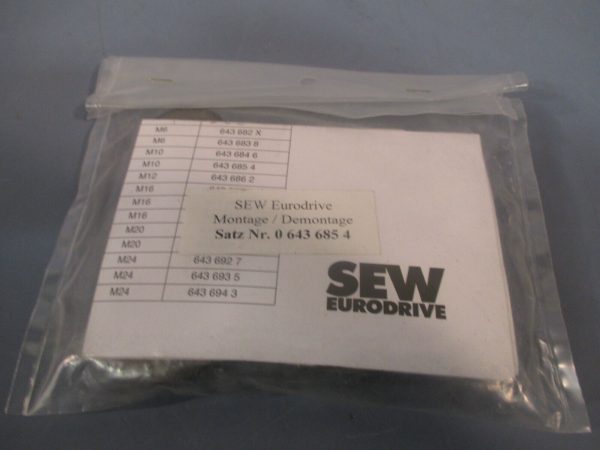 M6 643 682 X
M6 643 683 8
M10 643 684 6
M10 643 685 4
M12 643 686 2
M16
M16
M16
M20
M20
M24 643 692 7
M24 643 693 5
M24 643 694 3
SEW Eurodrive
Montage / Demontage
Satz Nr. 0 643 685 4
SEW
EURODRIVE